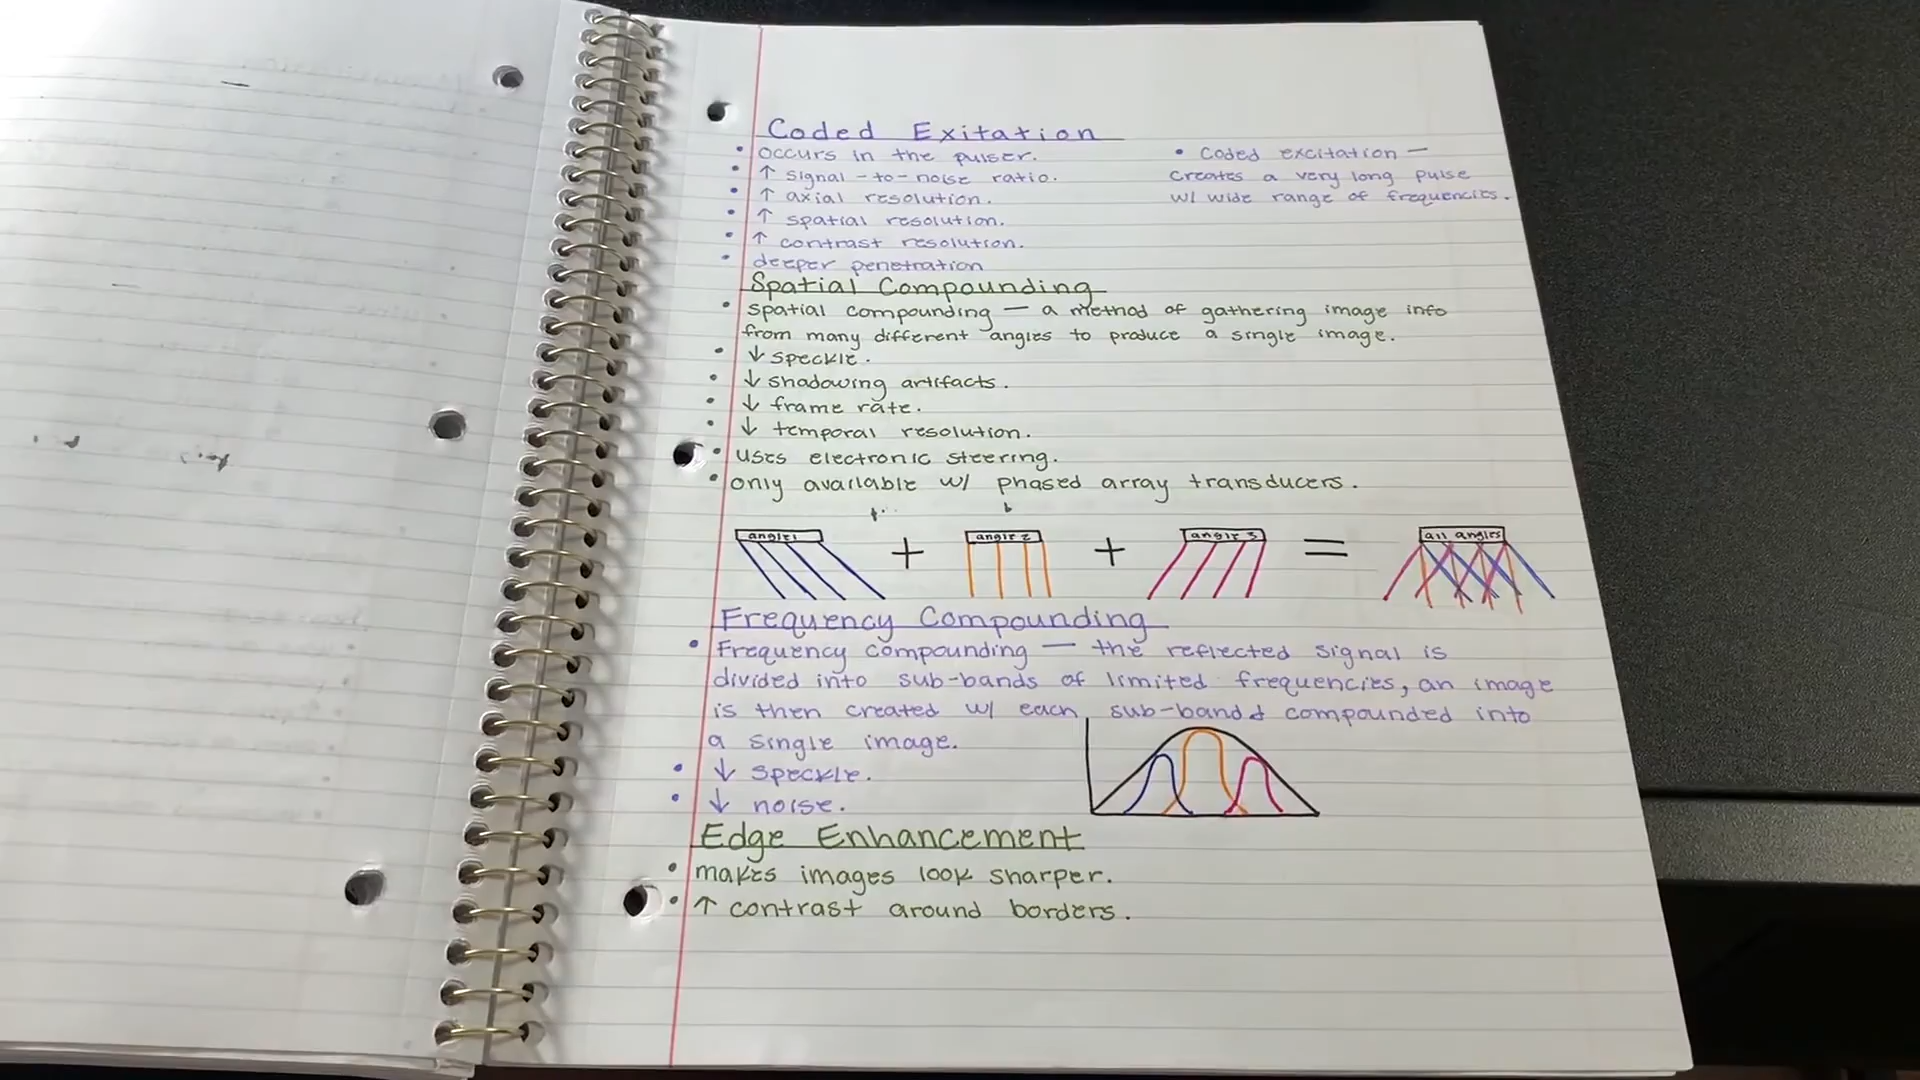 Coded Exitation
• occurs in the pulser.
• ↑ signal-to-noise ratio.
• ↑ axial resolution.
• ↑ spatial resolution.
• ↑ contrast resolution.
• deeper penetration
• Coded excitation —
creates a very long pulse
w/ wide range of frequencies.
Spatial Compounding
• Spatial compounding — a method of gathering image info
from many different angles to produce a single image.
• ↓ speckle.
• ↓ shadowing artifacts.
• ↓ frame rate.
• ↓ temporal resolution.
• uses electronic steering.
• only available w/ phased array transducers.
angle 1 + angle 2 + angle 3 = all angles
Frequency Compounding
• Frequency compounding — the reflected signal is
divided into sub-bands of limited frequencies, an image
is then created w/ each sub-band & compounded into
a single image.
• ↓ speckle.
• ↓ noise.
Edge Enhancement
• makes images look sharper.
• ↑ contrast around borders.